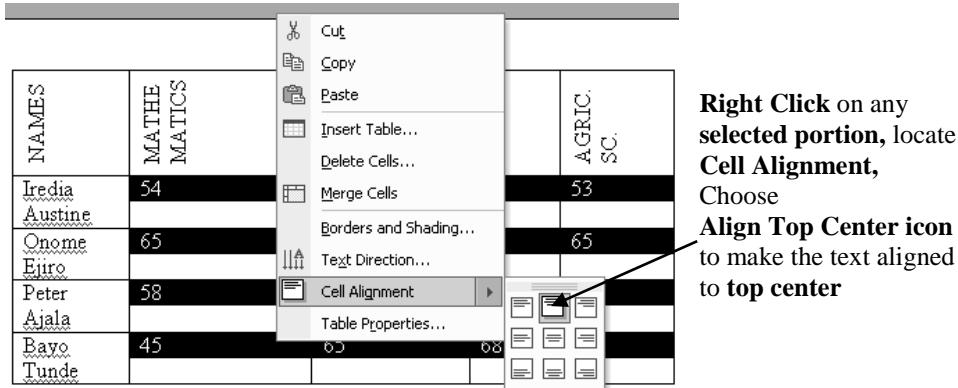 Cut
Copy
Paste
Insert Table...
Delete Cells...
Merge Cells
Borders and Shading...
Text Direction...
Cell Alignment
Table Properties...
NAMES
MATHE
MATICS
AGRIC.
SC.
Iredia
Austine
54
53
Onome
Ejiro
65
65
Peter
Ajala
58
Bayo
Tunde
45
65
68
Right Click on any
selected portion, locate
Cell Alignment,
Choose
Align Top Center icon
to make the text aligned
to top center